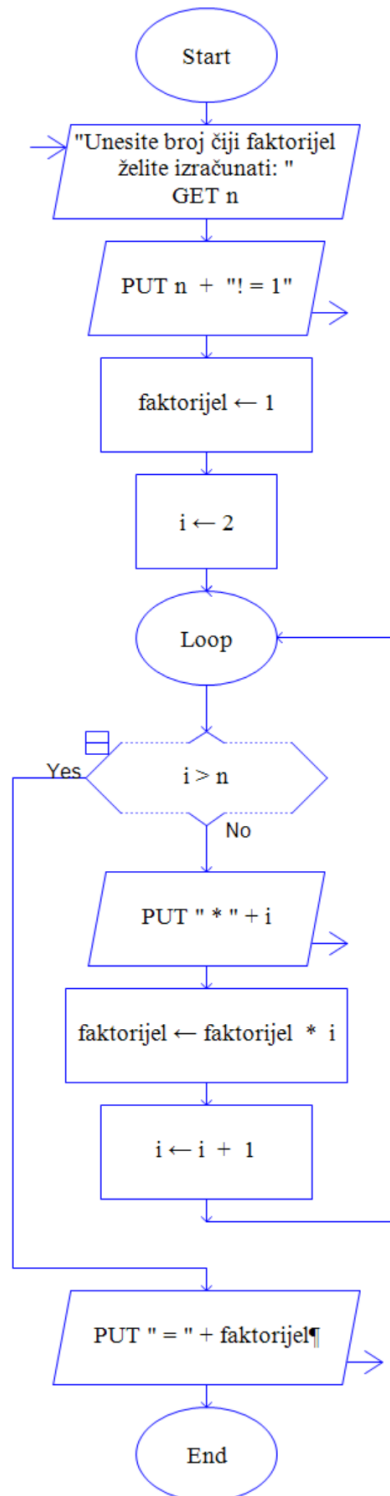 Start
"Unesite broj čiji faktorijel
želite izračunati: "
GET n
PUT n + "! = 1"
faktorijel ← 1
i ← 2
Loop
i > n
Yes
No
PUT " * " + i
faktorijel ← faktorijel * i
i ← i + 1
PUT " = " + faktorijel¶
End